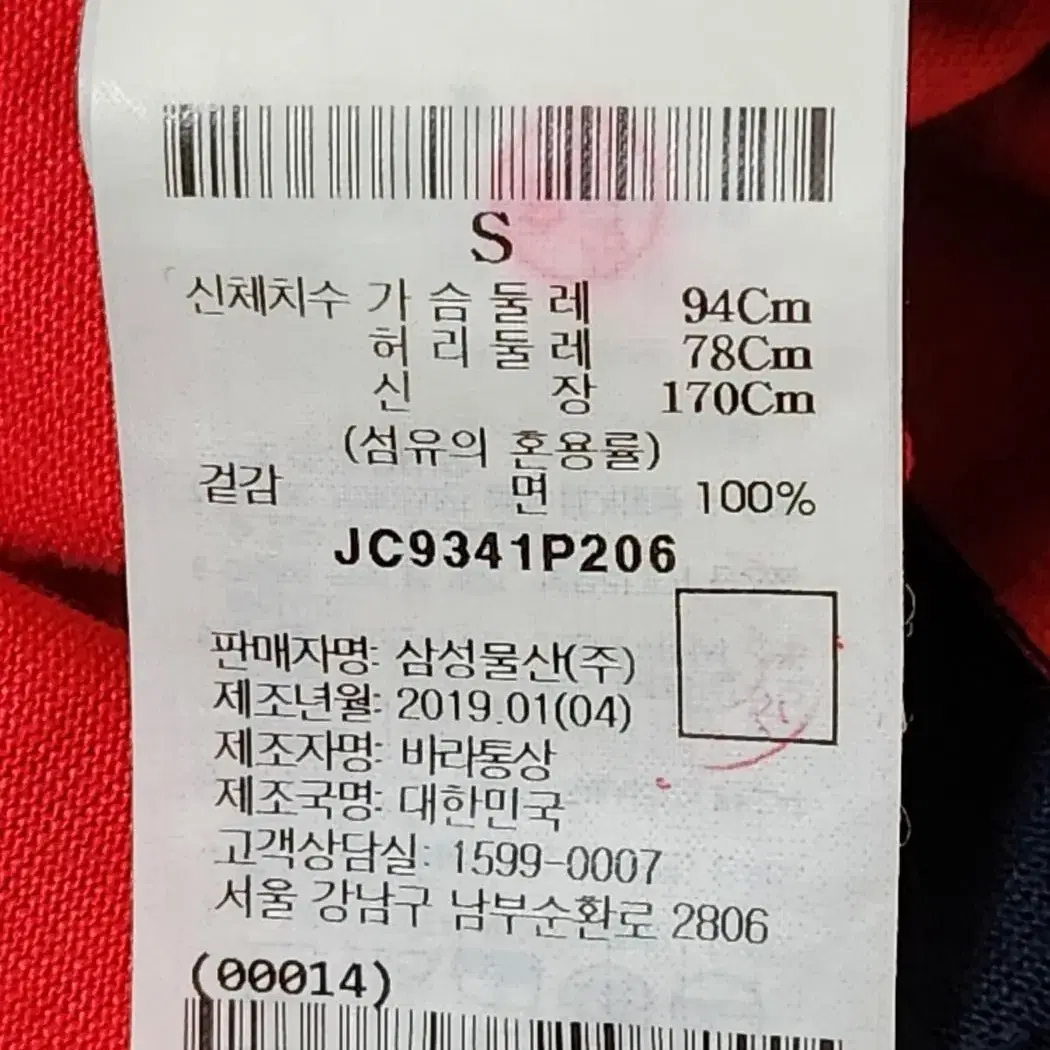 S
신체치수 가슴둘레 94Cm
허리둘레 78Cm
신장 170Cm
(섬유의 혼용률)
겉감 면 100%
JC9341P206
판매자명: 삼성물산(주)
제조년월: 2019.01(04)
제조자명: 바라통상
제조국명: 대한민국
고객상담실: 1599-0007
서울 강남구 남부순환로 2806
(00014)